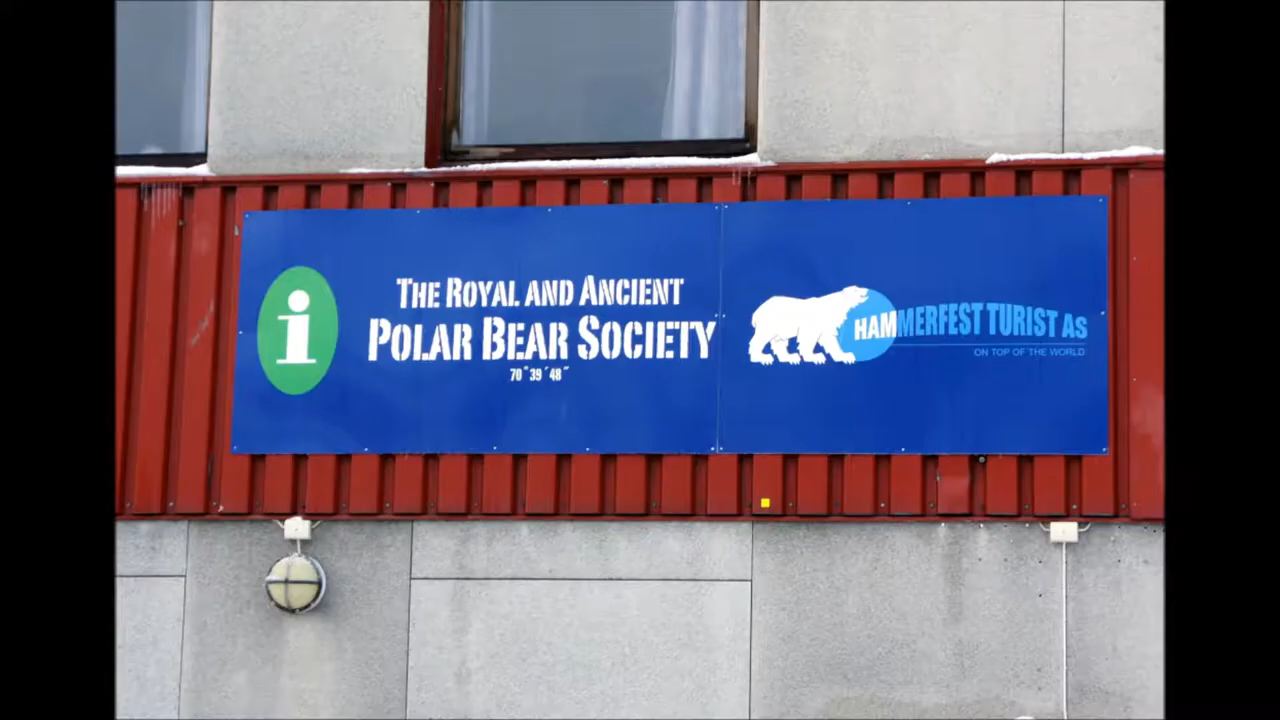 i
THE ROYAL AND ANCIENT
POLAR BEAR SOCIETY
70°39´48˝
HAMMERFEST TURIST AS
ON TOP OF THE WORLD